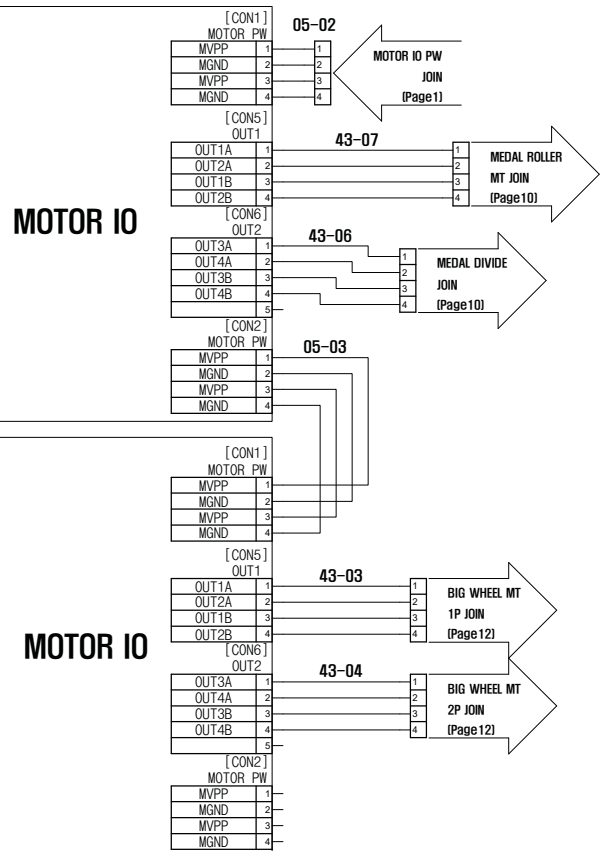 [CON1]
MOTOR PW
05-02
MVPP 1 1
MGND 2 2
MVPP 3 3
MGND 4 4
MOTOR IO PW
JOIN
(Page1)
[CON5]
OUT1
43-07
OUT1A 1 1
OUT2A 2 2
OUT1B 3 3
OUT2B 4 4
MEDAL ROLLER
MT JOIN
(Page10)
MOTOR IO
[CON6]
OUT2
43-06
OUT3A 1 1
OUT4A 2 2
OUT3B 3 3
OUT4B 4 4
5
MEDAL DIVIDE
JOIN
(Page10)
[CON2]
MOTOR PW
05-03
MVPP 1
MGND 2
MVPP 3
MGND 4
[CON1]
MOTOR PW
MVPP 1
MGND 2
MVPP 3
MGND 4
[CON5]
OUT1
43-03
OUT1A 1 1
OUT2A 2 2
OUT1B 3 3
OUT2B 4 4
BIG WHEEL MT
1P JOIN
(Page12)
MOTOR IO
[CON6]
OUT2
43-04
OUT3A 1 1
OUT4A 2 2
OUT3B 3 3
OUT4B 4 4
5
BIG WHEEL MT
2P JOIN
(Page12)
[CON2]
MOTOR PW
MVPP 1
MGND 2
MVPP 3
MGND 4